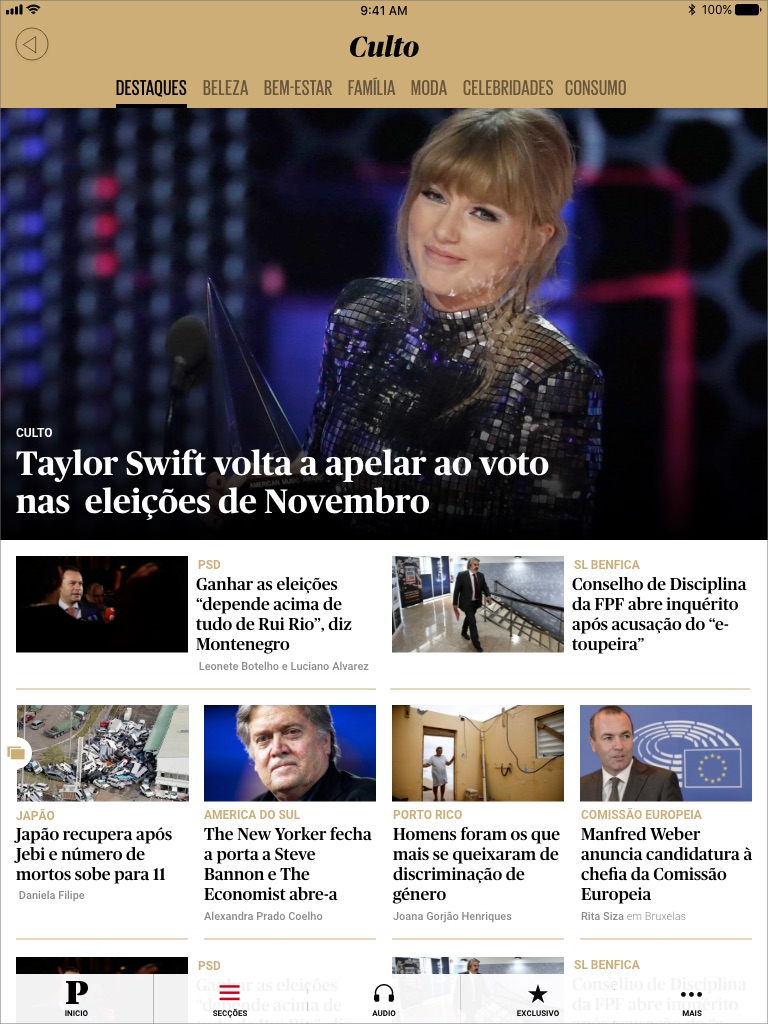 9:41 AM
100%
Culto
DESTAQUES BELEZA BEM-ESTAR FAMÍLIA MODA CELEBRIDADES CONSUMO
CULTO
Taylor Swift volta a apelar ao voto
nas eleições de Novembro
PSD
Ganhar as eleições
“depende acima de
tudo de Rui Rio”, diz
Montenegro
Leonete Botelho e Luciano Alvarez
SL BENFICA
Conselho de Disciplina
da FPF abre inquérito
após acusação do “e-
toupeira”
JAPÃO
Japão recupera após
Jebi e número de
mortos sobe para 11
Daniela Filipe
AMERICA DO SUL
The New Yorker fecha
a porta a Steve
Bannon e The
Economist abre-a
Alexandra Prado Coelho
PORTO RICO
Homens foram os que
mais se queixaram de
discriminação de
género
Joana Gorjão Henriques
COMISSÃO EUROPEIA
Manfred Weber
anuncia candidatura à
chefia da Comissão
Europeia
Rita Siza em Bruxelas
PSD
Ganhar as eleições
“depende acima de
SL BENFICA
Conselho de Disciplina
da FPF abre inquérito
P
INICIO
SECÇÕES
AUDIO
EXCLUSIVO
MAIS